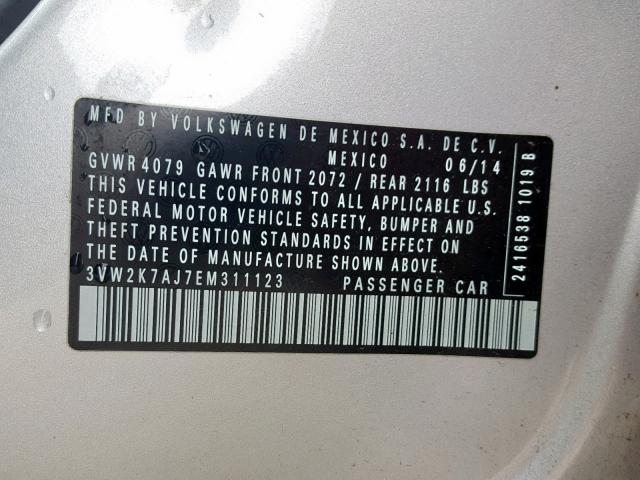 MFD BY VOLKSWAGEN DE MEXICO S.A. DE C.V.
MEXICO 06/14
GVWR 4079 GAWR FRONT 2072 / REAR 2116 LBS
THIS VEHICLE CONFORMS TO ALL APPLICABLE U.S.
FEDERAL MOTOR VEHICLE SAFETY, BUMPER AND
THEFT PREVENTION STANDARDS IN EFFECT ON
THE DATE OF MANUFACTURE SHOWN ABOVE.
3VW2K7AJ7EM311123 PASSENGER CAR
2416538 1019 B